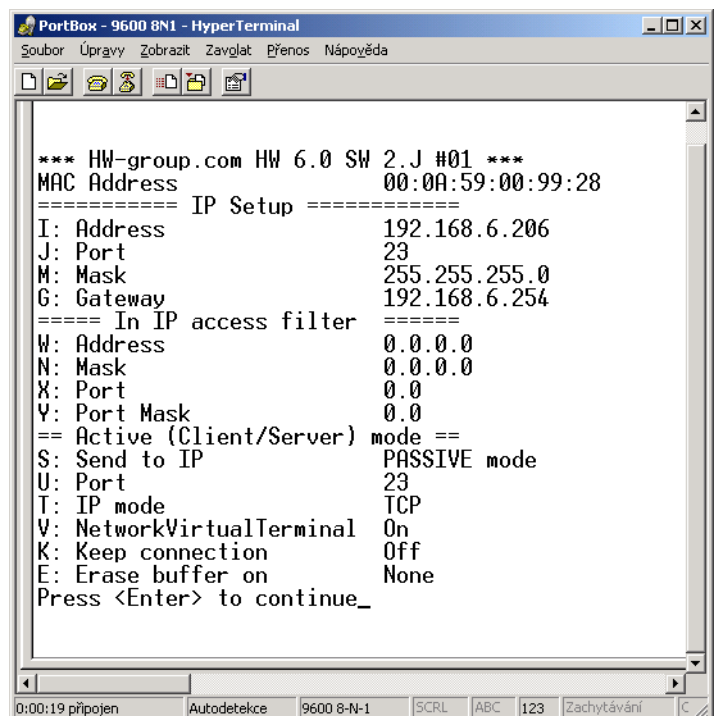 PortBox - 9600 8N1 - HyperTerminal
Soubor Úpravy Zobrazit Zavolat Přenos Nápověda
*** HW-group.com HW 6.0 SW 2.J #01 ***
MAC Address 00:0A:59:00:99:28
=========== IP Setup ============
I: Address 192.168.6.206
J: Port 23
M: Mask 255.255.255.0
G: Gateway 192.168.6.254
===== In IP access filter ======
W: Address 0.0.0.0
N: Mask 0.0.0.0
X: Port 0.0
Y: Port Mask 0.0
== Active (Client/Server) mode ==
S: Send to IP PASSIVE mode
U: Port 23
T: IP mode TCP
V: NetworkVirtualTerminal On
K: Keep connection Off
E: Erase buffer on None
Press <Enter> to continue_
0:00:19 připojen Autodetekce 9600 8-N-1 SCRL ABC 123 Zachytávání C